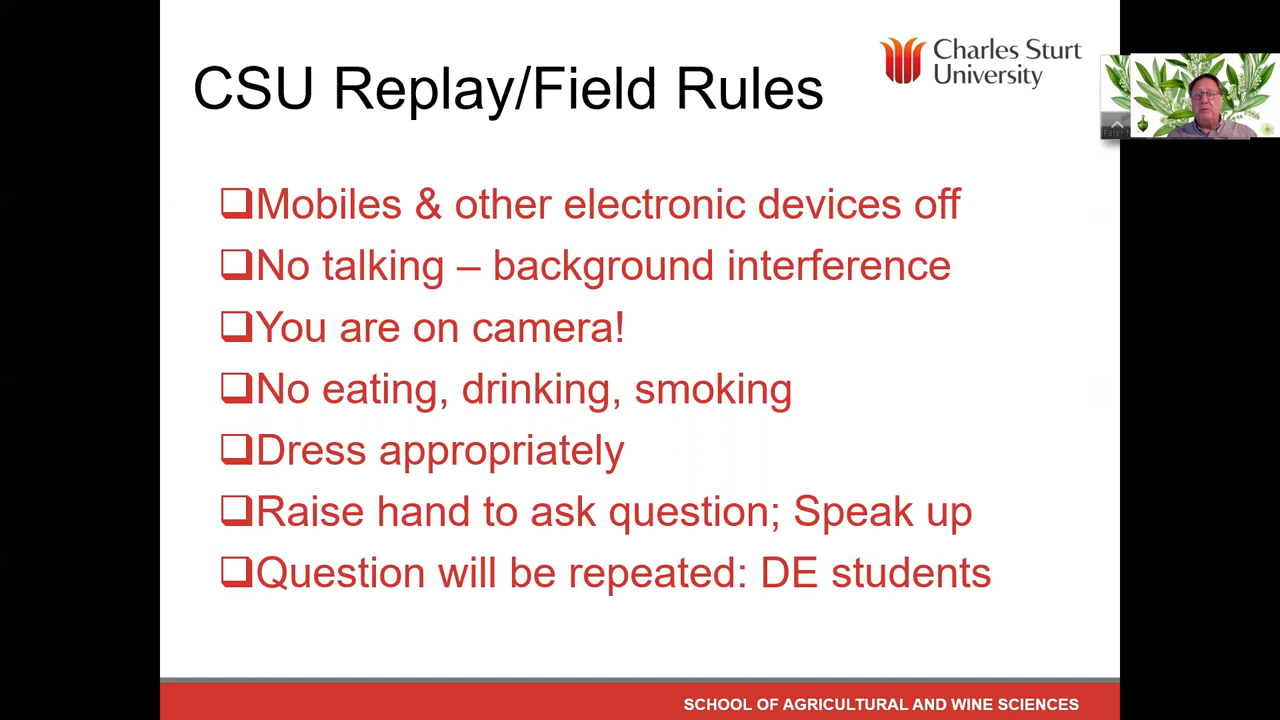 CSU Replay/Field Rules
Charles Sturt
University
Mobiles & other electronic devices off
No talking – background interference
You are on camera!
No eating, drinking, smoking
Dress appropriately
Raise hand to ask question; Speak up
Question will be repeated: DE students
SCHOOL OF AGRICULTURAL AND WINE SCIENCES